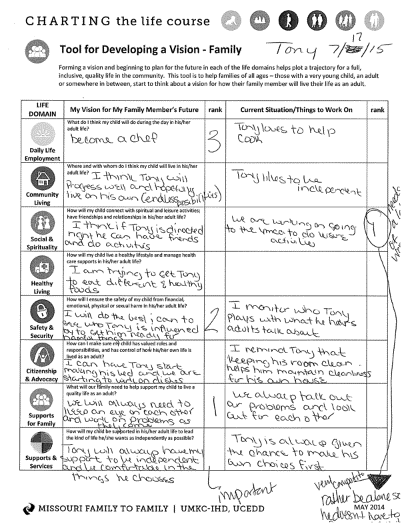 CHARTING the life course
Tool for Developing a Vision - Family
Tony 7/ 17 /15
Forming a vision and beginning to plan for the future in each of the life domains helps plot a trajectory for a full,
inclusive, quality life in the community. This tool is to help families of all ages – those with a very young child, an adult
or somewhere in between, start to think about a vision for how their family member will live their life as an adult.
LIFE DOMAIN
My Vision for My Family Member's Future
rank
Current Situation/Things to Work On
rank
Daily Life
Employment
What do I think my child will do during the day in his/her
adult life?
become a chef
3
Tony loves to help
cook
Community
Living
Where and with whom do I think my child will live in his/her
adult life?
I think Tony will
progress well and hopefully
live on his own (endless possibilities)
Tony likes to be
independent
Social &
Spirituality
How will my child connect with spiritual and leisure activities;
have friendships and relationships in his/her adult life?
I think if Tony is directed
right he can have friends
and do activities
we are working on going
to the YMCA to do
activities
4
Healthy
Living
How will my child live a healthy lifestyle and manage health
care supports in his/her adult life?
I am trying to get Tony
to eat different & healthy
foods
Safety &
Security
How will I ensure the safety of my child from financial,
emotional, physical or sexual harm in his/her adult life?
I will do the best i can to
see who Tony is influenced
by
2
I monitor who Tony
plays with what he hears
adults talk about
Citizenship
& Advocacy
How can I make sure my child has valued roles and
responsibilities, and has control of how his/her own life is
lived as an adult?
I can have Tony start
making his bed and we are
starting to work on dishes
I remind Tony that
keeping his room clean
helps him maintain cleanliness
for his own house
Supports
for Family
What will our family need to help support my child to live a
quality life as an adult?
We will always need to
keep an eye on each other
and work on problems as
they come
1
we always talk out
our problems and look
out for each other
Supports &
Services
How will my child be supported in his/her adult life to lead
the kind of life he/she wants as independently as possible?
Tony will always have my
support to be independent
and be comfortable in the
things he chooses
Tony is always given
the chance to make his
own choices first
important
rather be alone so
he doesn't have to
MISSOURI FAMILY TO FAMILY | UMKC-IHD, UCEDD
MAY 2014